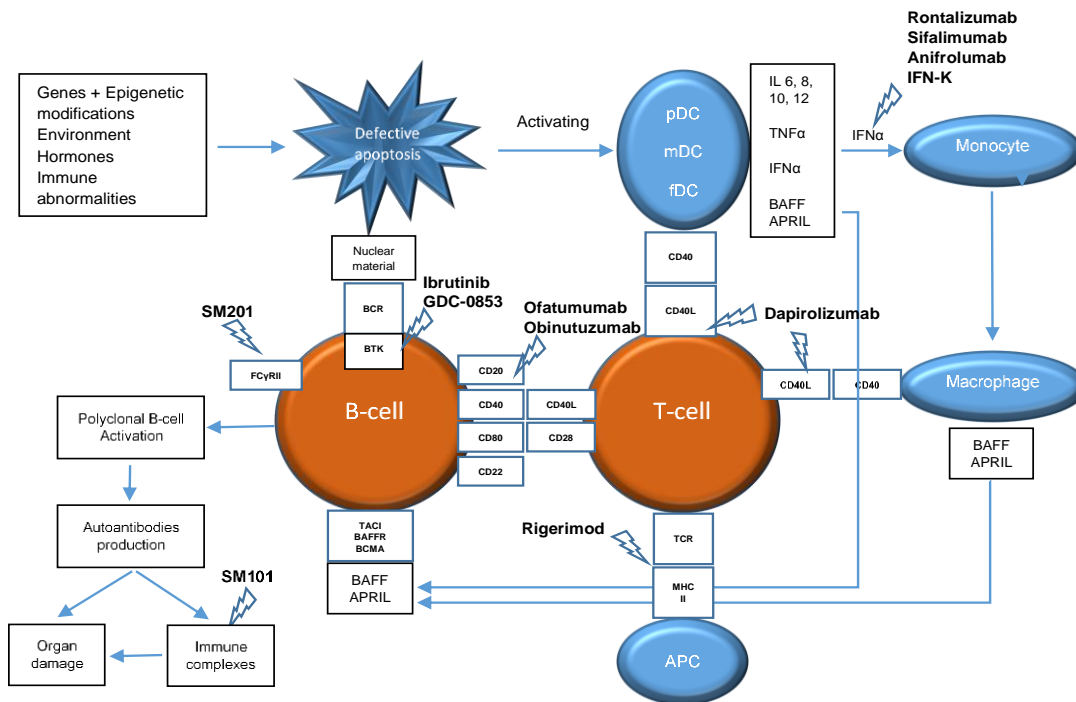 Rontalizumab
Sifalimumab
Anifrolumab
IFN-K
Genes + Epigenetic
modifications
Environment
Hormones
Immune
abnormalities
Defective
apoptosis
Activating
pDC
mDC
fDC
IL 6, 8,
10, 12
TNFα
IFNα
BAFF
APRIL
IFNα
Monocyte
Nuclear
material
CD40
Ibrutinib
GDC-0853
SM201
BCR
Ofatumumab
Obinutuzumab
CD40L
Dapirolizumab
BTK
FCγRII
CD20
CD40L
CD40
Macrophage
B-cell
CD40
CD40L
T-cell
Polyclonal B-cell
Activation
CD80
CD28
CD22
BAFF
APRIL
Autoantibodies
production
TACI
BAFFR
BCMA
Rigerimod
TCR
SM101
BAFF
APRIL
MHC
II
Organ
damage
Immune
complexes
APC